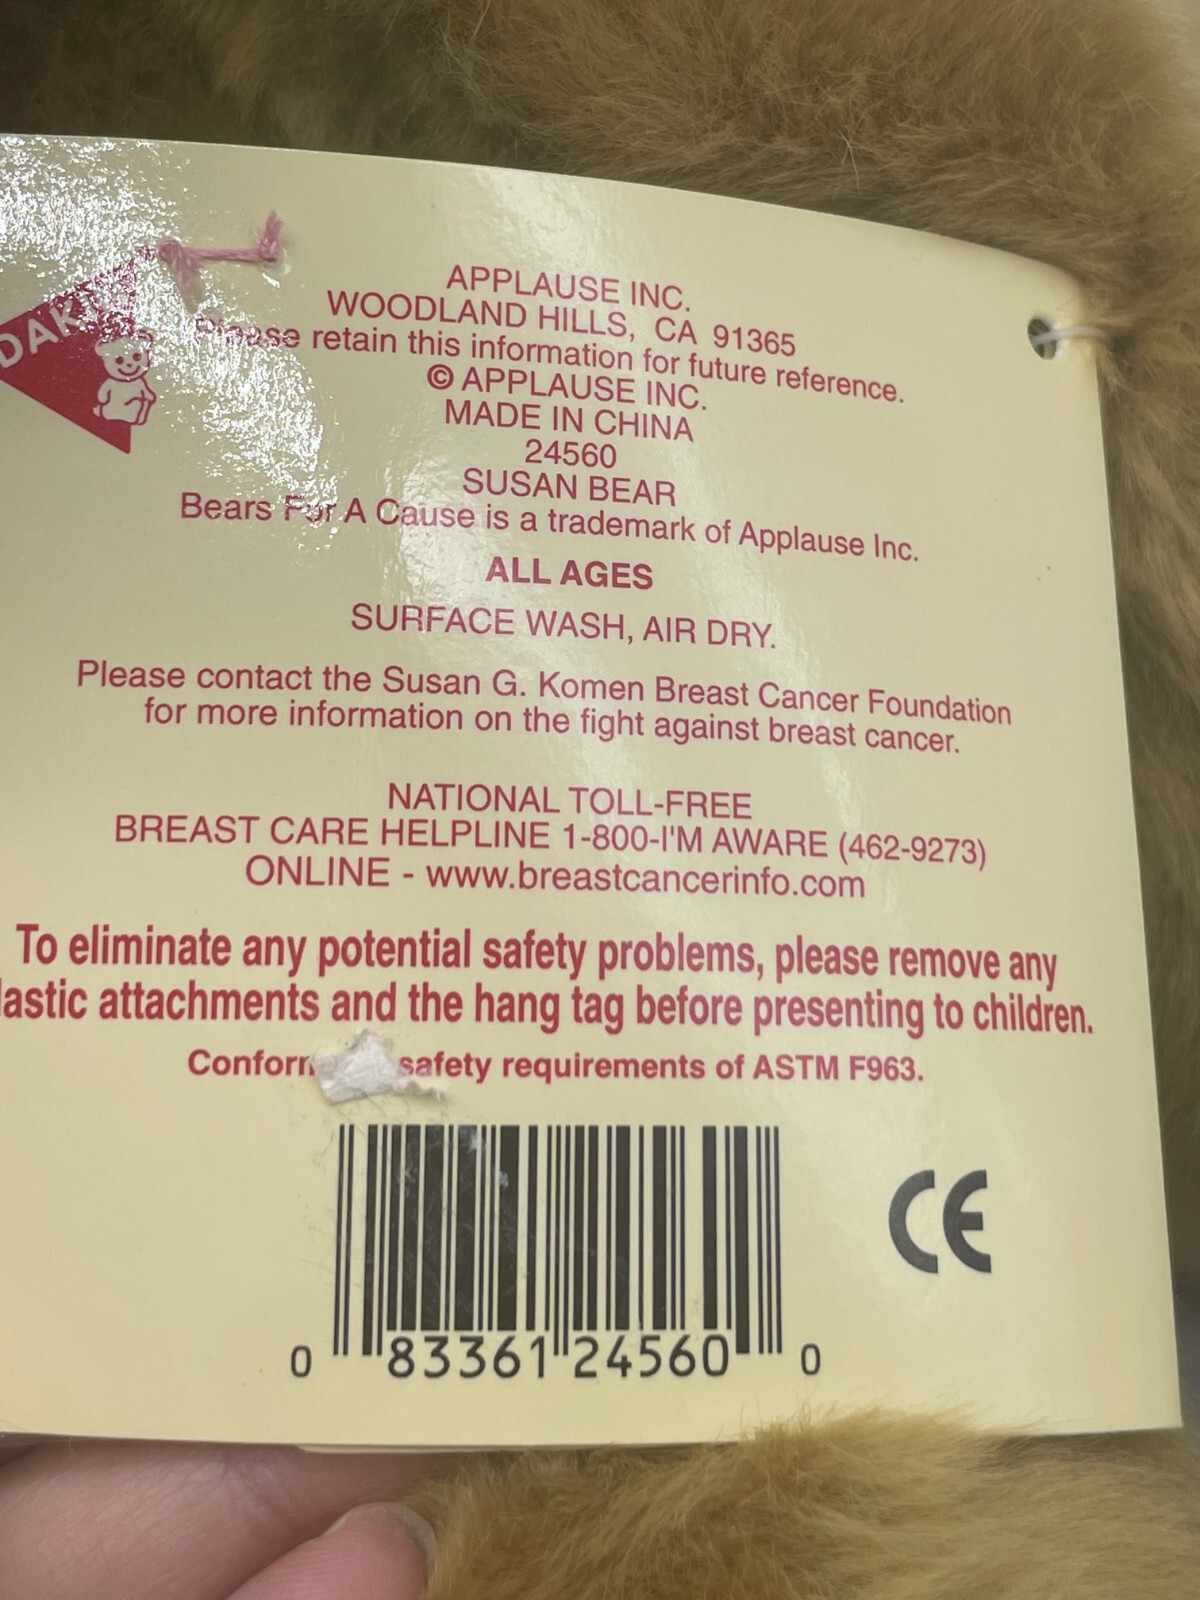 DAK
APPLAUSE INC.
WOODLAND HILLS, CA 91365
Please retain this information for future reference.
© APPLAUSE INC.
MADE IN CHINA
24560
SUSAN BEAR
Bears For A Cause is a trademark of Applause Inc.
ALL AGES
SURFACE WASH, AIR DRY.
Please contact the Susan G. Komen Breast Cancer Foundation
for more information on the fight against breast cancer.
NATIONAL TOLL-FREE
BREAST CARE HELPLINE 1-800-I'M AWARE (462-9273)
ONLINE - www.breastcancerinfo.com
To eliminate any potential safety problems, please remove any
lastic attachments and the hang tag before presenting to children.
Conform safety requirements of ASTM F963.
CE
0 83361 24560 0